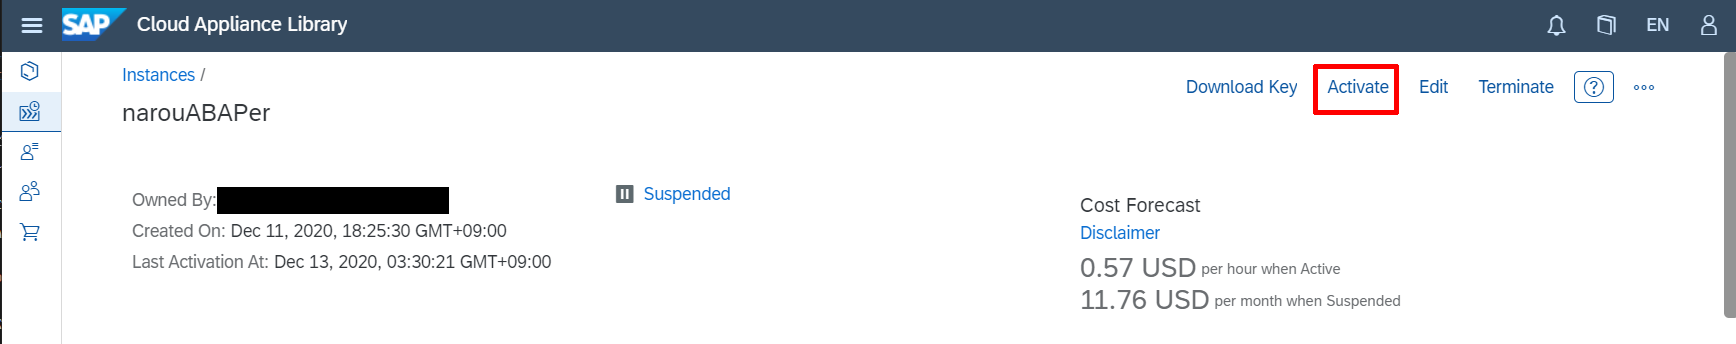 SAP Cloud Appliance Library EN
Instances /
Download Key Activate Edit Terminate ?
narouABAPer
Owned By:
Suspended
Created On: Dec 11, 2020, 18:25:30 GMT+09:00
Last Activation At: Dec 13, 2020, 03:30:21 GMT+09:00
Cost Forecast
Disclaimer
0.57 USD per hour when Active
11.76 USD per month when Suspended